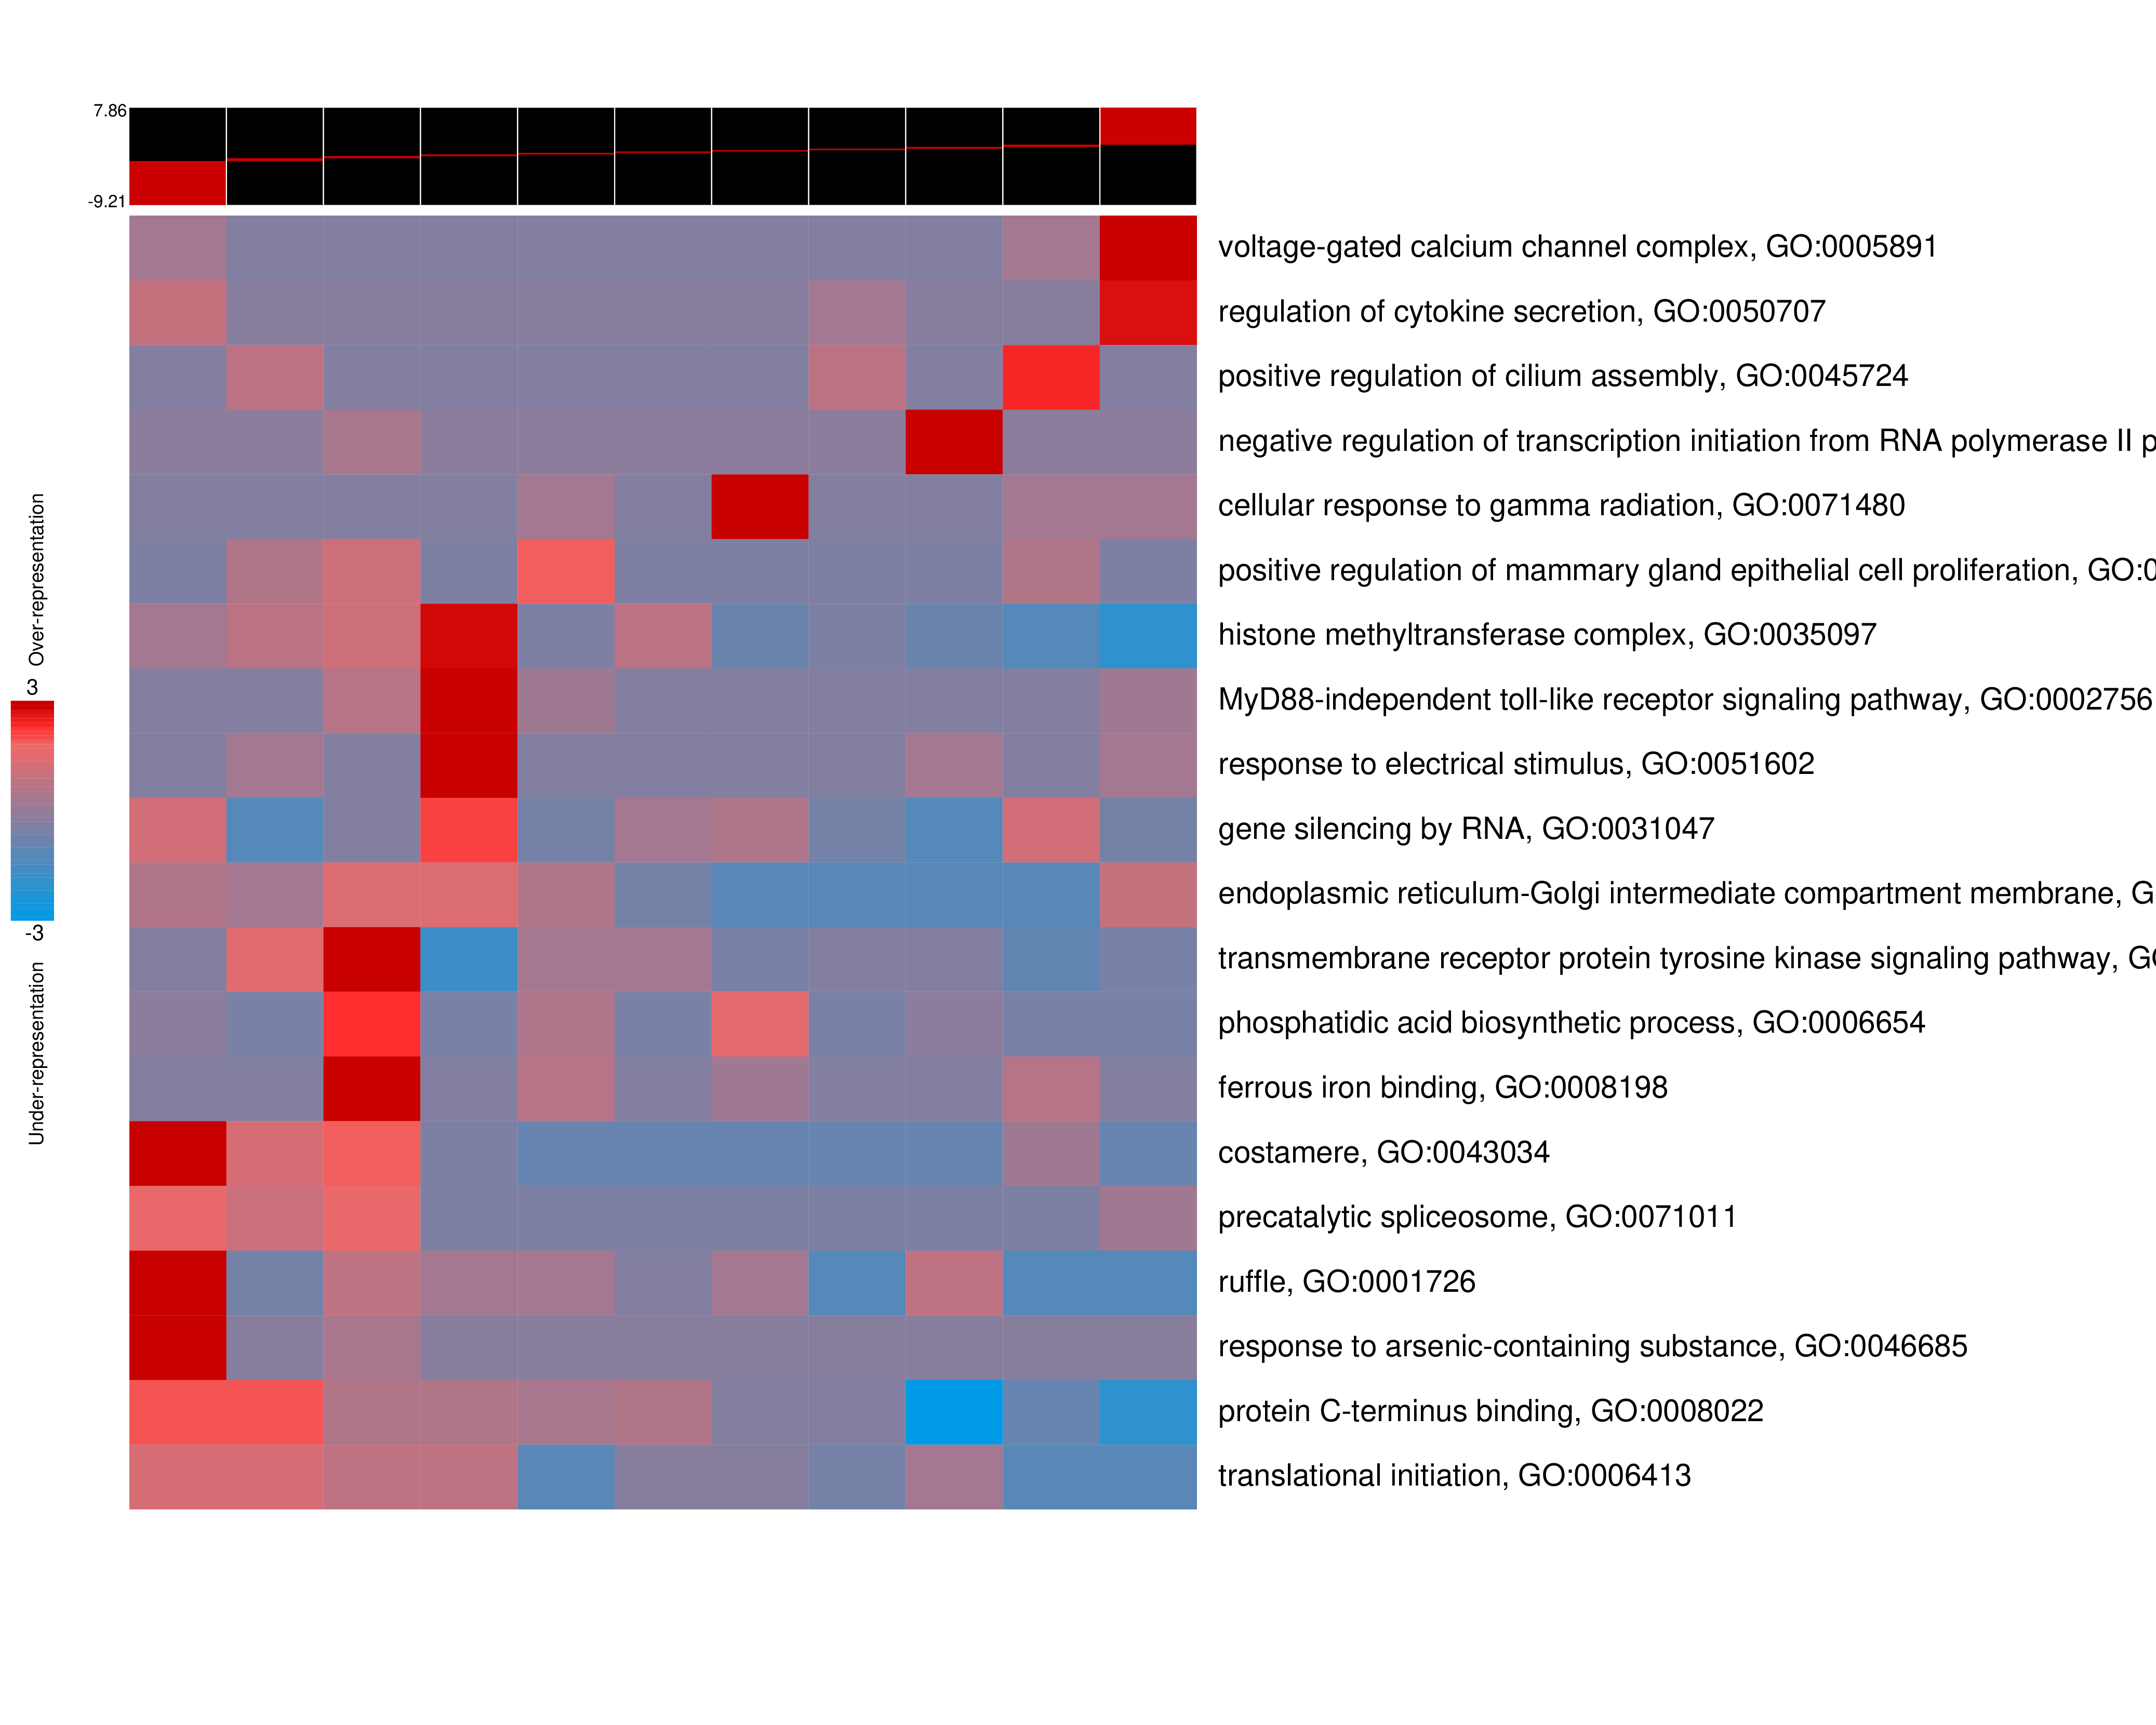 7.86
-9.21
voltage-gated calcium channel complex, GO:0005891
regulation of cytokine secretion, GO:0050707
positive regulation of cilium assembly, GO:0045724
negative regulation of transcription initiation from RNA polymerase II p
cellular response to gamma radiation, GO:0071480
positive regulation of mammary gland epithelial cell proliferation, GO:0
histone methyltransferase complex, GO:0035097
MyD88-independent toll-like receptor signaling pathway, GO:0002756
response to electrical stimulus, GO:0051602
gene silencing by RNA, GO:0031047
endoplasmic reticulum-Golgi intermediate compartment membrane, G
transmembrane receptor protein tyrosine kinase signaling pathway, GO
phosphatidic acid biosynthetic process, GO:0006654
ferrous iron binding, GO:0008198
costamere, GO:0043034
precatalytic spliceosome, GO:0071011
ruffle, GO:0001726
response to arsenic-containing substance, GO:0046685
protein C-terminus binding, GO:0008022
translational initiation, GO:0006413
Over-representation
3
-3
Under-representation